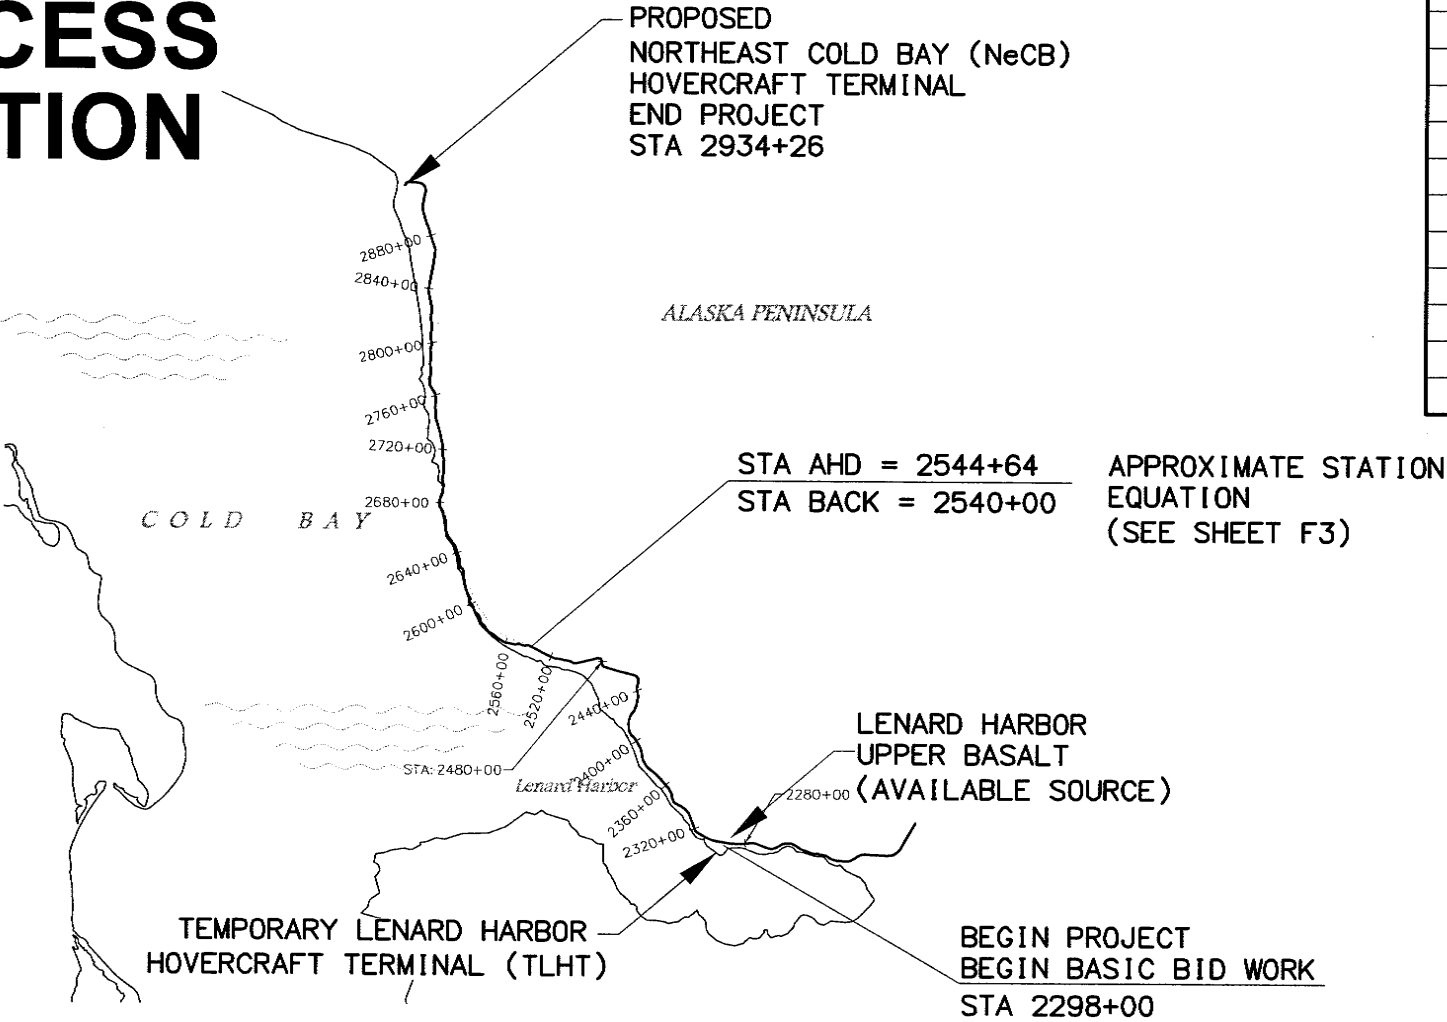 CESS
TION
PROPOSED
NORTHEAST COLD BAY (NeCB)
HOVERCRAFT TERMINAL
END PROJECT
STA 2934+26
2880+00
2840+00
ALASKA PENINSULA
2800+00
2760+00
2720+00
STA AHD = 2544+64
STA BACK = 2540+00
APPROXIMATE STATION
EQUATION
(SEE SHEET F3)
2680+00
COLD BAY
2640+00
2600+00
2560+00
2520+00
2440+00
STA: 2480+00
2400+00
Lenard Harbor
LENARD HARBOR
UPPER BASALT
(AVAILABLE SOURCE)
2280+00
2360+00
2320+00
TEMPORARY LENARD HARBOR
HOVERCRAFT TERMINAL (TLHT)
BEGIN PROJECT
BEGIN BASIC BID WORK
STA 2298+00